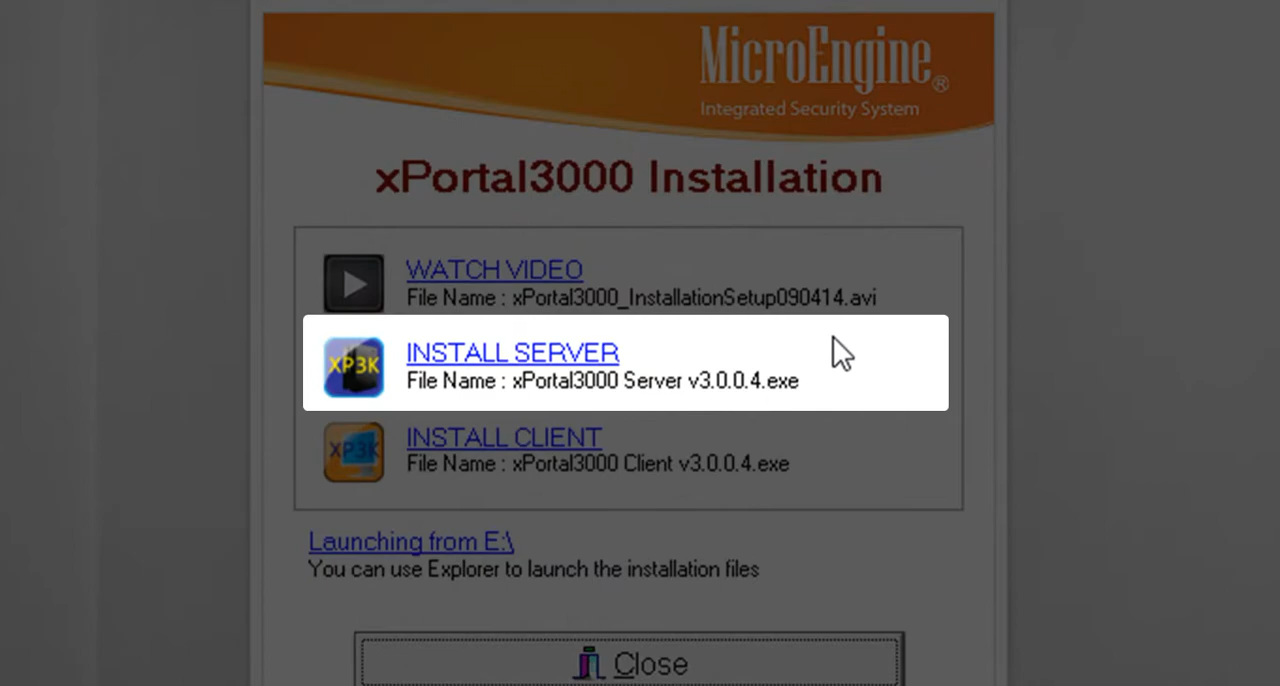 MicroEngine®
Integrated Security System
xPortal3000 Installation
WATCH VIDEO
File Name : xPortal3000_InstallationSetup090414.avi
XP3K
INSTALL SERVER
File Name : xPortal3000 Server v3.0.0.4.exe
XP3K
INSTALL CLIENT
File Name : xPortal3000 Client v3.0.0.4.exe
Launching from E:\
You can use Explorer to launch the installation files
Close